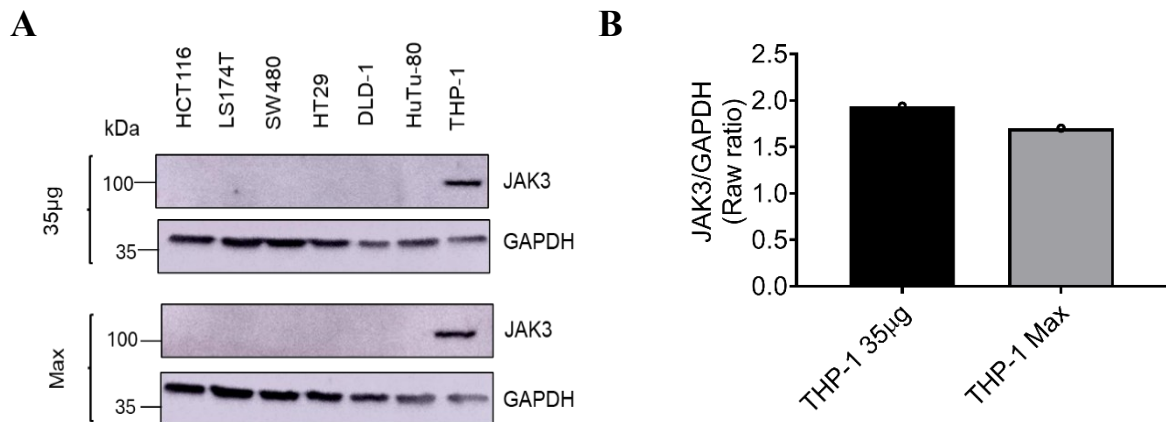 A
HCT116
LS174T
SW480
HT29
DLD-1
HuTu-80
THP-1
kDa
35µg
100
JAK3
35
GAPDH
Max
100
JAK3
35
GAPDH
B
JAK3/GAPDH
(Raw ratio)
2.5
2.0
1.5
1.0
0.5
0.0
THP-1 35µg
THP-1 Max